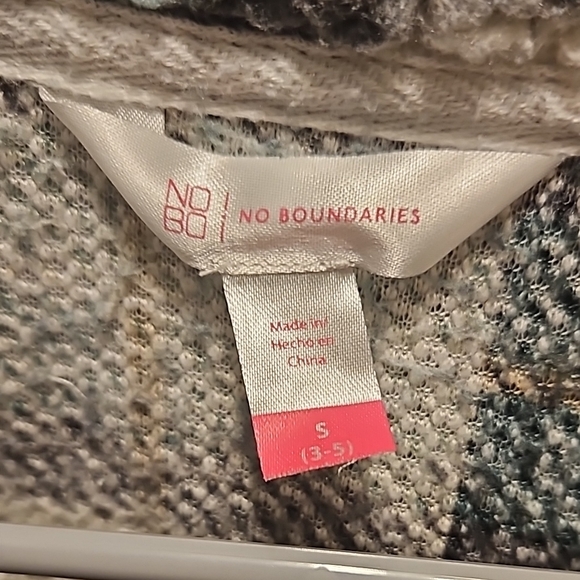 NO
BO
NO BOUNDARIES
Made in/
Hecho en
China
S
(3-5)